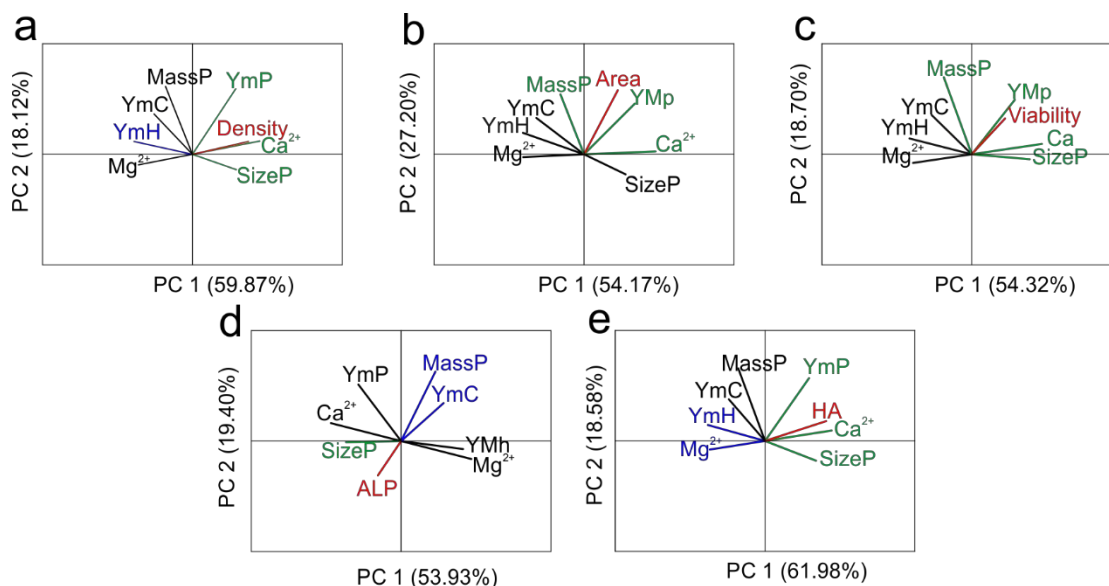 a
PC 2 (18.12%)
MassP
YmP
YmC
YmH
Density
Ca²⁺
Mg²⁺
SizeP
PC 1 (59.87%)
b
PC 2 (27.20%)
MassP
Area
YMp
YmC
YmH
Ca²⁺
Mg²⁺
SizeP
PC 1 (54.17%)
c
PC 2 (18.70%)
MassP
YMp
YmC
Viability
YmH
Ca
Mg²⁺
SizeP
PC 1 (54.32%)
d
PC 2 (19.40%)
MassP
YmP
YmC
Ca²⁺
SizeP
YMh
Mg²⁺
ALP
PC 1 (53.93%)
e
PC 2 (18.58%)
MassP
YmP
YmC
HA
YmH
Ca²⁺
Mg²⁺
SizeP
PC 1 (61.98%)